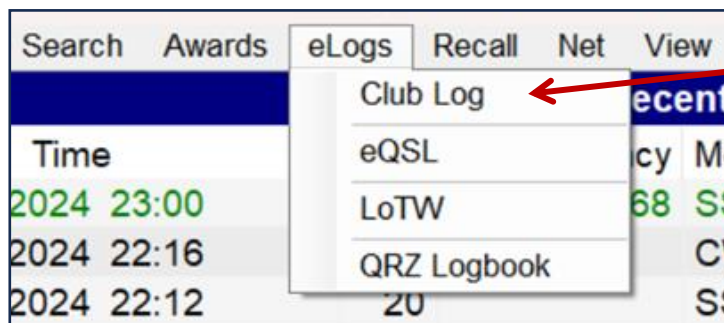 Search Awards eLogs Recall Net View
Club Log
Time
eQSL
2024 23:00
LoTW
68
2024 22:16
QRZ Logbook
2024 22:12 20